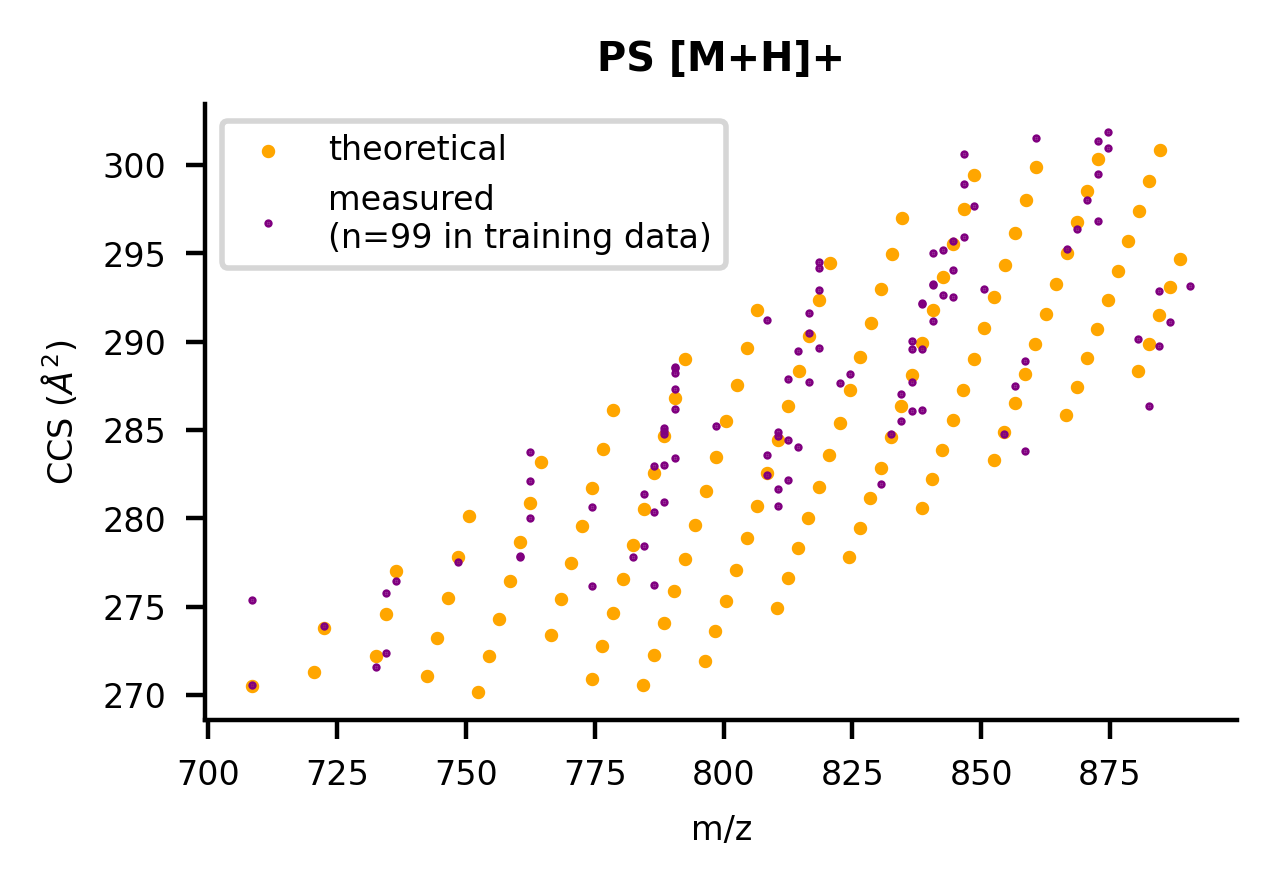 PS [M+H]+
theoretical
measured
(n=99 in training data)
300
295
290
285
280
275
270
CCS (Å²)
700 725 750 775 800 825 850 875
m/z